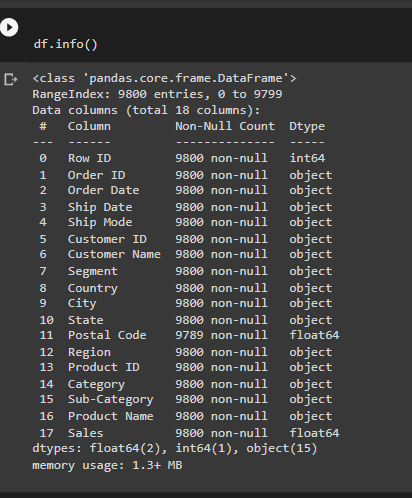 df.info()
<class 'pandas.core.frame.DataFrame'>
RangeIndex: 9800 entries, 0 to 9799
Data columns (total 18 columns):
 #   Column         Non-Null Count  Dtype
---  ------         --------------  -----
 0   Row ID         9800 non-null   int64
 1   Order ID       9800 non-null   object
 2   Order Date     9800 non-null   object
 3   Ship Date      9800 non-null   object
 4   Ship Mode      9800 non-null   object
 5   Customer ID    9800 non-null   object
 6   Customer Name  9800 non-null   object
 7   Segment        9800 non-null   object
 8   Country        9800 non-null   object
 9   City           9800 non-null   object
 10  State          9800 non-null   object
 11  Postal Code    9789 non-null   float64
 12  Region         9800 non-null   object
 13  Product ID     9800 non-null   object
 14  Category       9800 non-null   object
 15  Sub-Category   9800 non-null   object
 16  Product Name   9800 non-null   object
 17  Sales          9800 non-null   float64
dtypes: float64(2), int64(1), object(15)
memory usage: 1.3+ MB